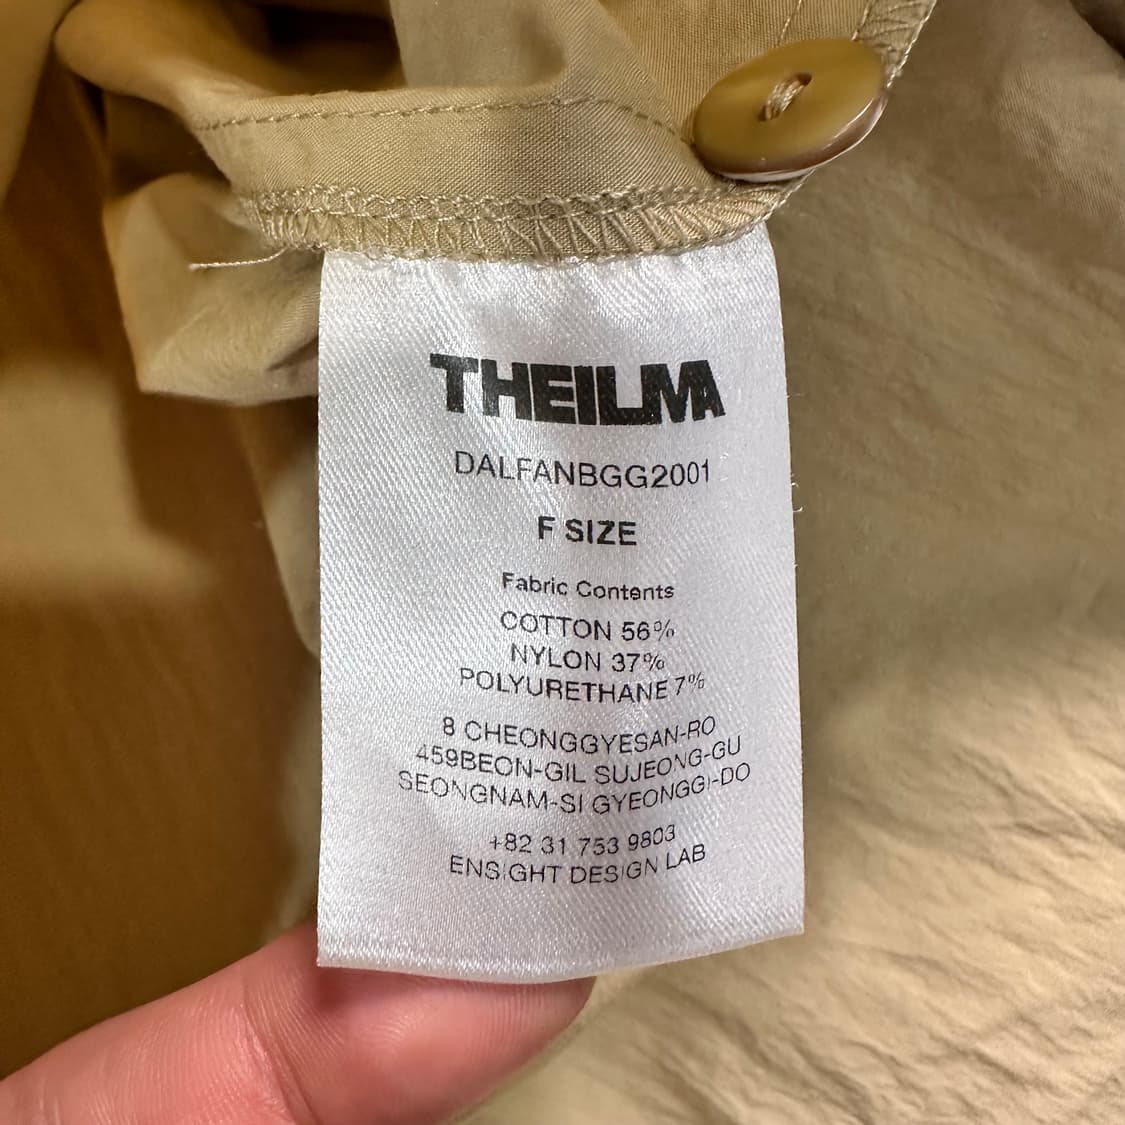 THEILMA
DALFANBGG2001
F SIZE
Fabric Contents
COTTON 56%
NYLON 37%
POLYURETHANE 7%
8 CHEONGGYESAN-RO
459BEON-GIL SUJEONG-GU
SEONGNAM-SI GYEONGGI-DO
+82 31 753 9803
ENSIGHT DESIGN LAB